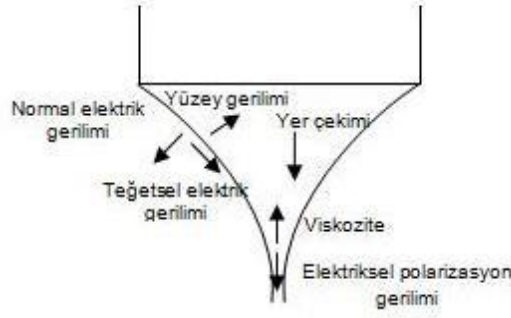 Yüzey gerilimi
Normal elektrik
gerilimi
Yer çekimi
Teğetsel elektrik
gerilimi
Viskozite
Elektriksel polarizasyon
gerilimi